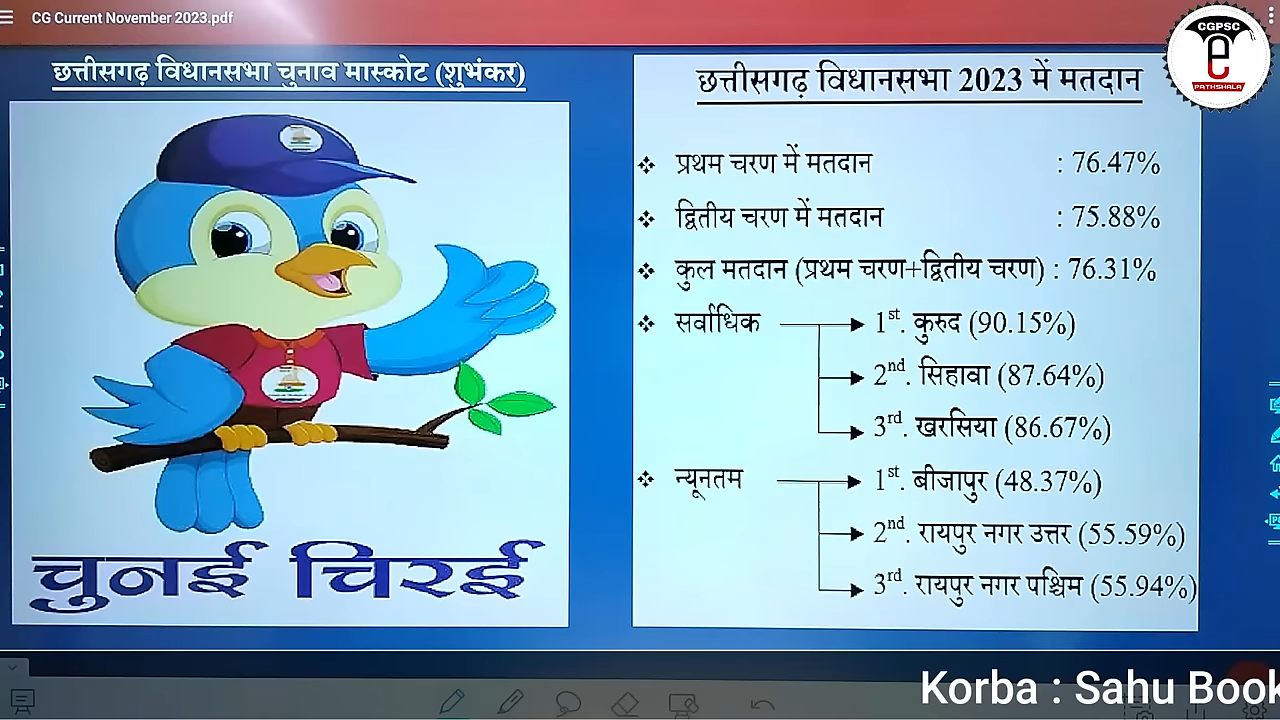 CG Current November 2023.pdf
CGPSC
e
PATHSHALA
छत्तीसगढ़ विधानसभा चुनाव मास्कोट (शुभंकर)
चुनई चिरई
छत्तीसगढ़ विधानसभा 2023 में मतदान
❖ प्रथम चरण में मतदान : 76.47%
❖ द्वितीय चरण में मतदान : 75.88%
❖ कुल मतदान (प्रथम चरण+द्वितीय चरण) : 76.31%
❖ सर्वाधिक 1st. कुरुद (90.15%)
2nd. सिहावा (87.64%)
3rd. खरसिया (86.67%)
❖ न्यूनतम 1st. बीजापुर (48.37%)
2nd. रायपुर नगर उत्तर (55.59%)
3rd. रायपुर नगर पश्चिम (55.94%)
Korba : Sahu Book